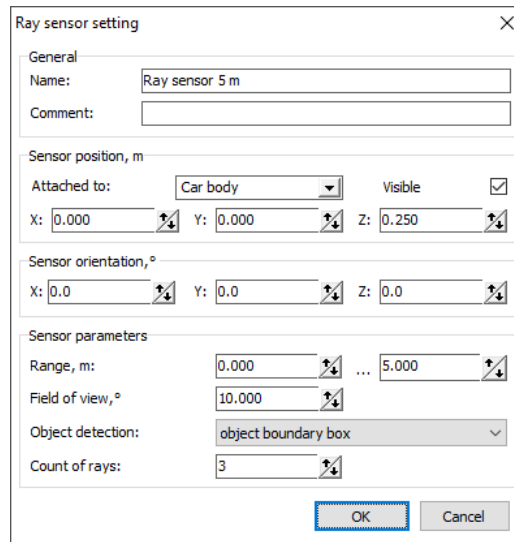 Ray sensor setting
General
Name: Ray sensor 5 m
Comment:
Sensor position, m
Attached to: Car body Visible
X: 0.000 Y: 0.000 Z: 0.250
Sensor orientation,°
X: 0.0 Y: 0.0 Z: 0.0
Sensor parameters
Range, m: 0.000 ... 5.000
Field of view,° 10.000
Object detection: object boundary box
Count of rays: 3
OK Cancel